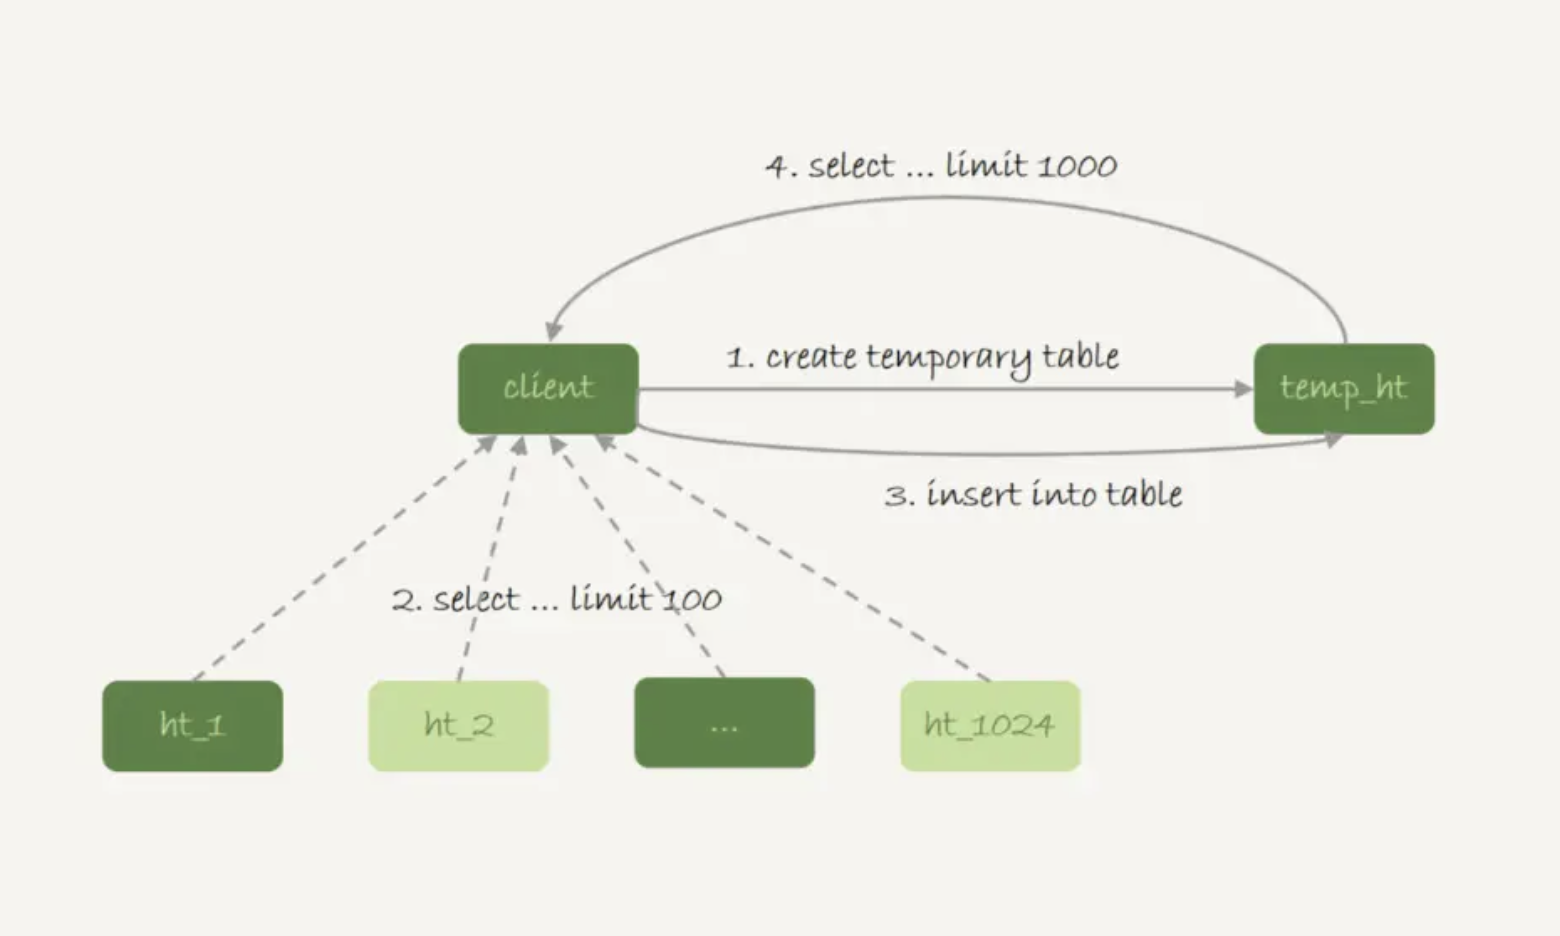 4. select ... limit 1000
client
1. create temporary table
temp_ht
3. insert into table
2. select ... limit 100
ht_1
ht_2
...
ht_1024